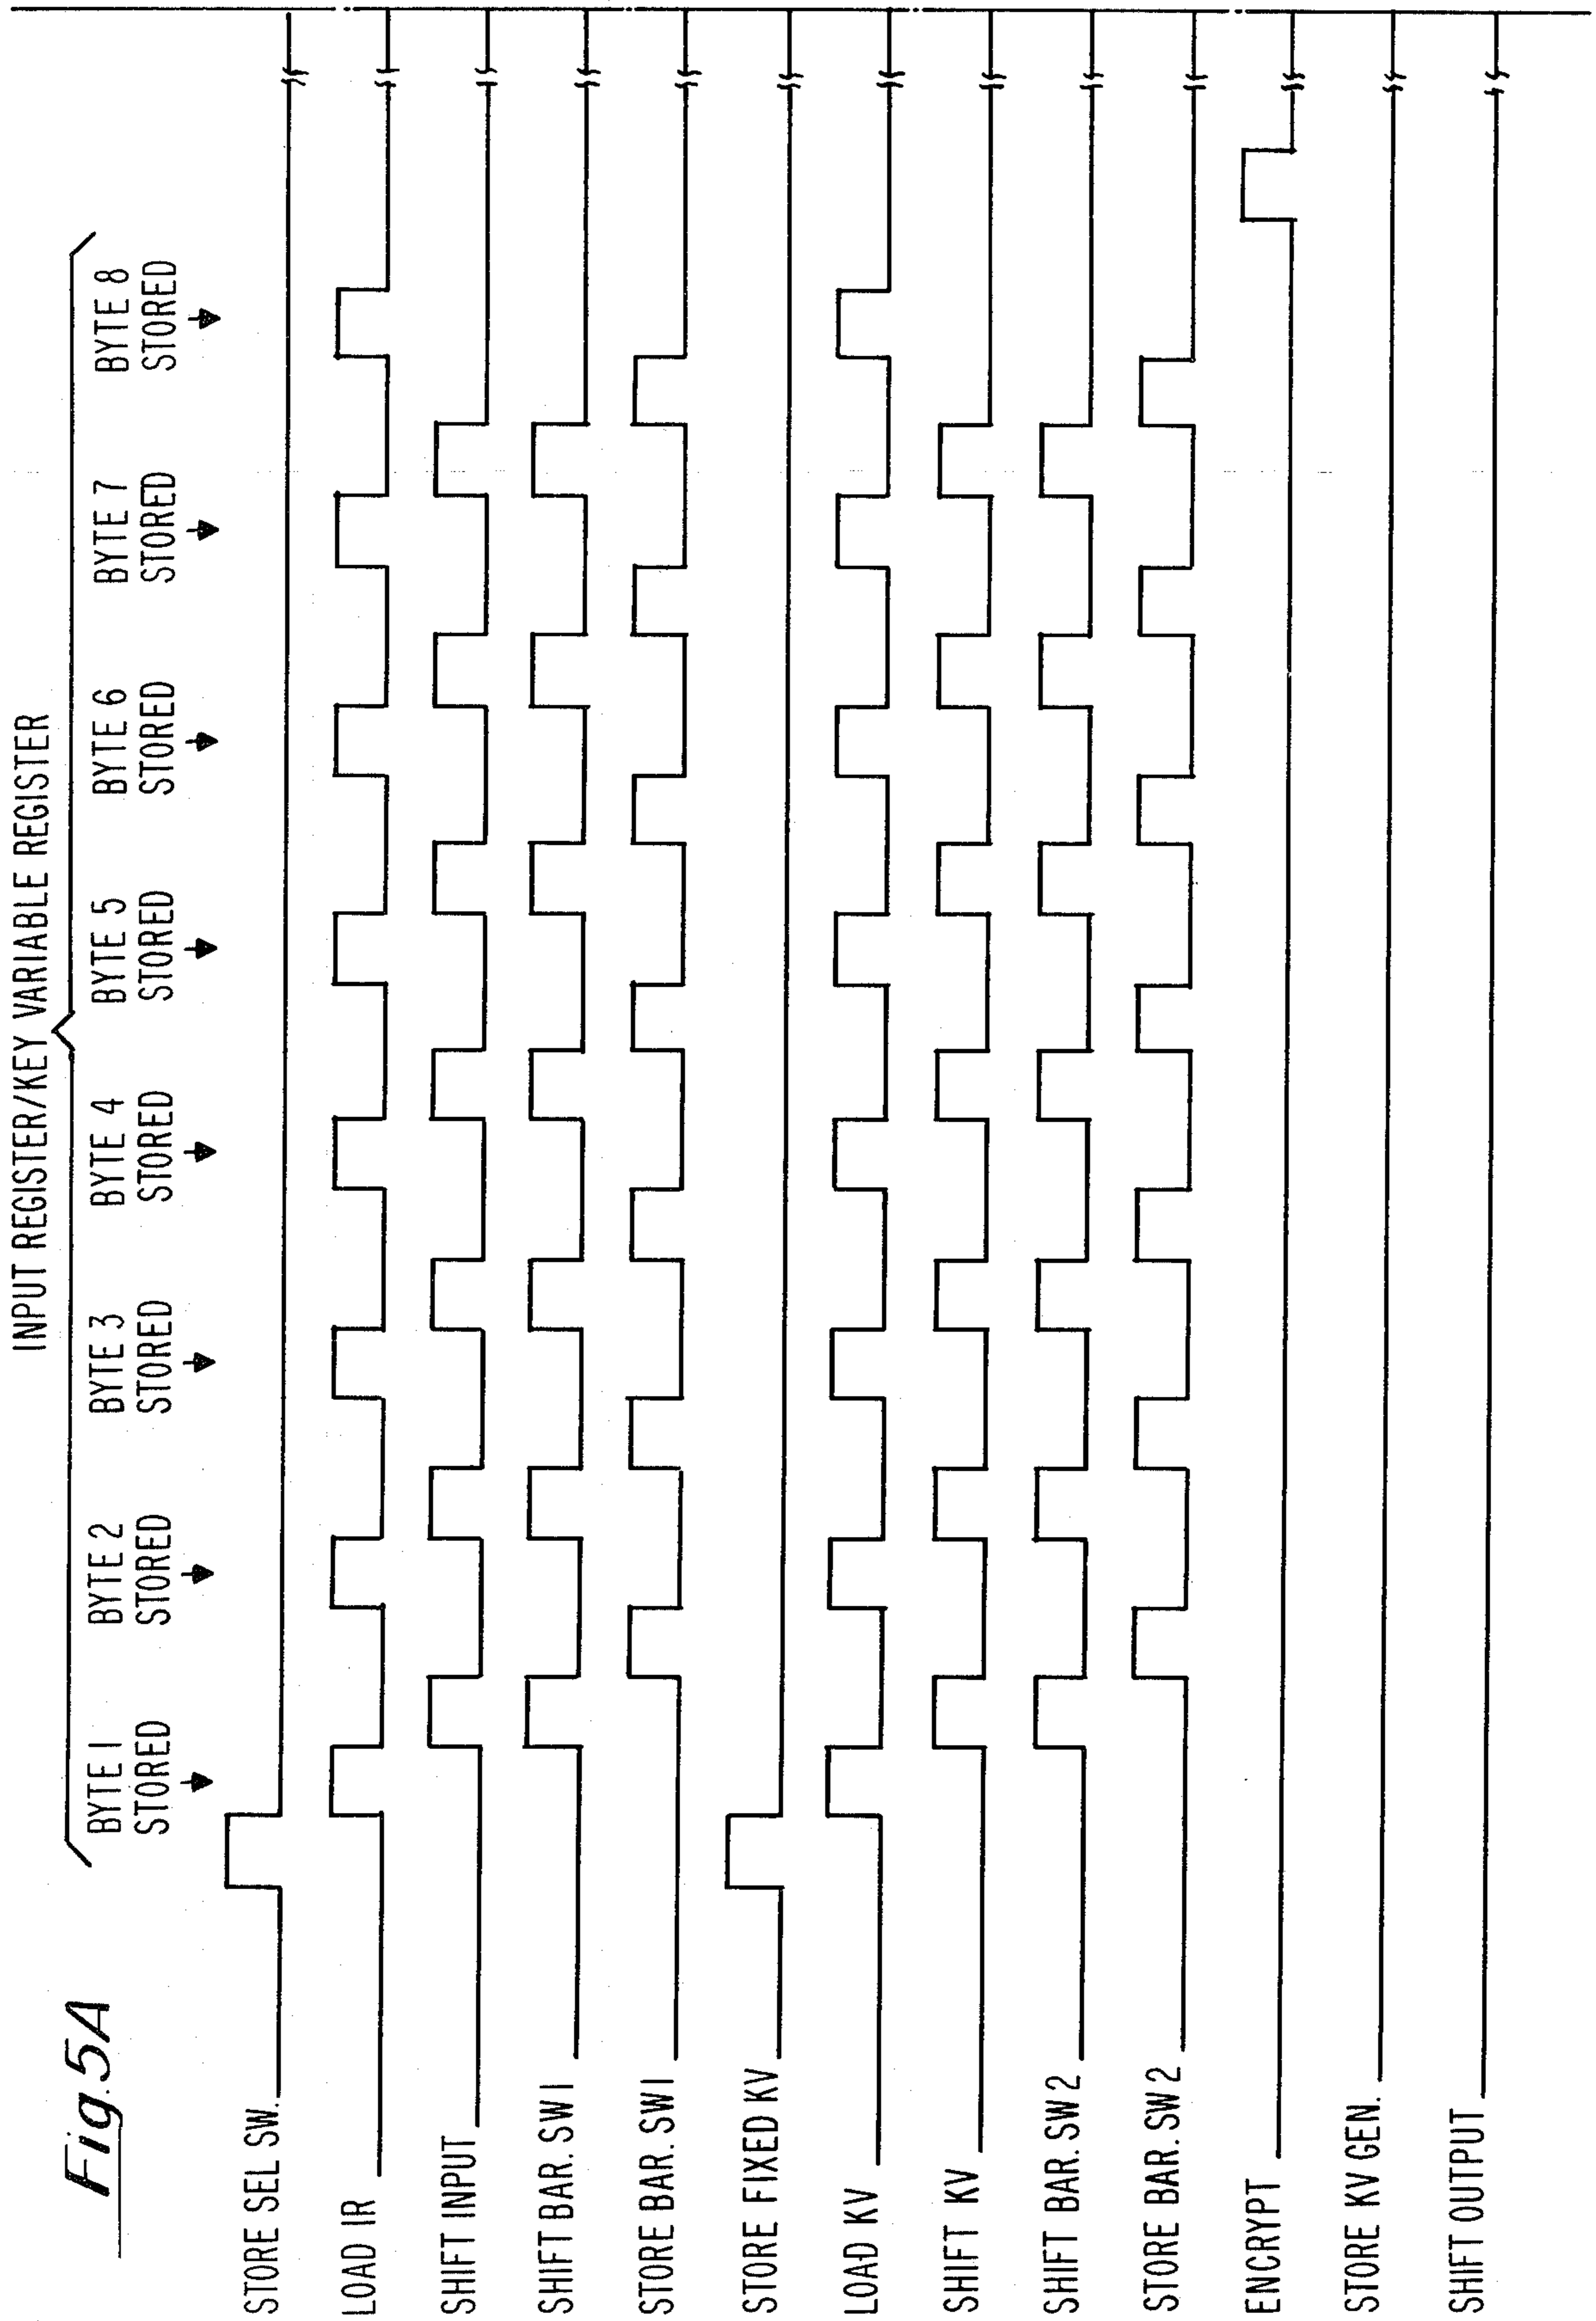 Fig.5A
INPUT REGISTER/KEY VARIABLE REGISTER
BYTE 1
STORED
BYTE 2
STORED
BYTE 3
STORED
BYTE 4
STORED
BYTE 5
STORED
BYTE 6
STORED
BYTE 7
STORED
BYTE 8
STORED
STORE SEL SW.
LOAD IR
SHIFT INPUT
SHIFT BAR. SW 1
STORE BAR. SW 1
STORE FIXED KV
LOAD KV
SHIFT KV
SHIFT BAR. SW 2
STORE BAR. SW 2
ENCRYPT
STORE KV GEN.
SHIFT OUTPUT